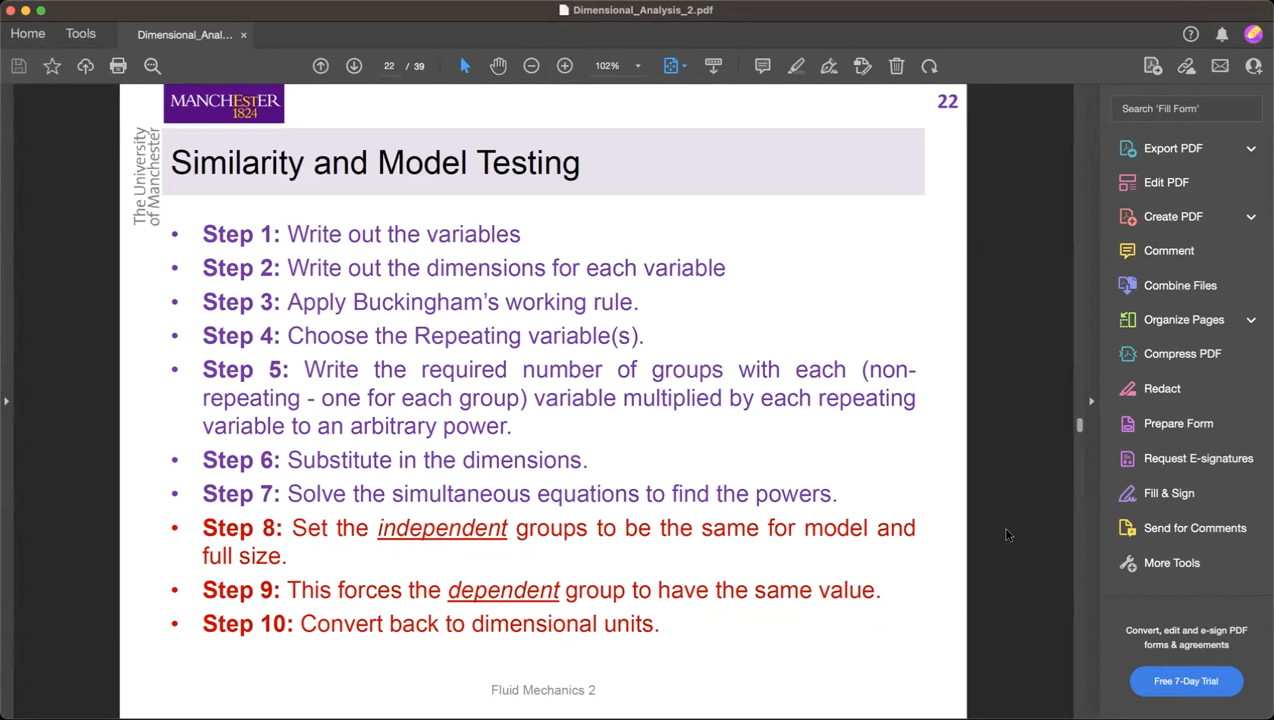 Dimensional_Analysis_2.pdf
Home
Tools
Dimensional_Anal...
22 / 39
102%
MANCHESTER
1824
22
The University
of Manchester
Similarity and Model Testing
• Step 1: Write out the variables
• Step 2: Write out the dimensions for each variable
• Step 3: Apply Buckingham’s working rule.
• Step 4: Choose the Repeating variable(s).
• Step 5: Write the required number of groups with each (non-
repeating - one for each group) variable multiplied by each repeating
variable to an arbitrary power.
• Step 6: Substitute in the dimensions.
• Step 7: Solve the simultaneous equations to find the powers.
• Step 8: Set the independent groups to be the same for model and
full size.
• Step 9: This forces the dependent group to have the same value.
• Step 10: Convert back to dimensional units.
Fluid Mechanics 2
Search 'Fill Form'
Export PDF
Edit PDF
Create PDF
Comment
Combine Files
Organize Pages
Compress PDF
Redact
Prepare Form
Request E-signatures
Fill & Sign
Send for Comments
More Tools
Convert, edit and e-sign PDF
forms & agreements
Free 7-Day Trial